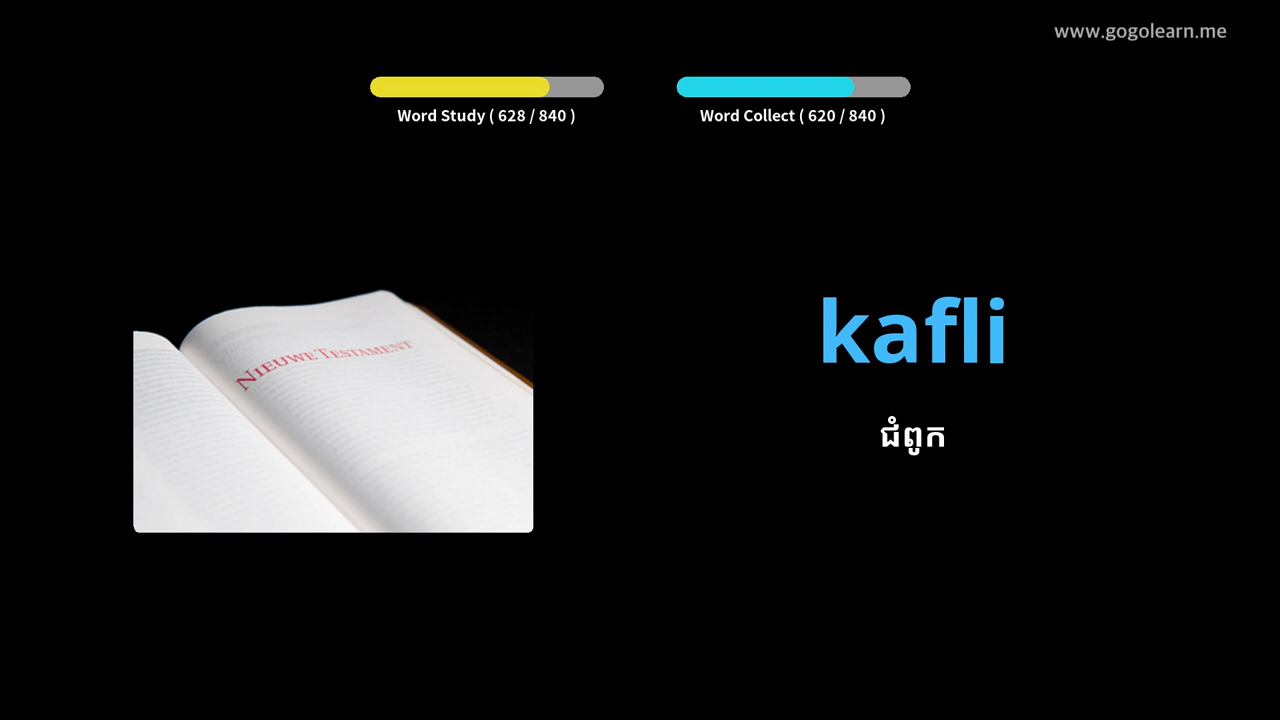 www.gogolearn.me
Word Study ( 628 / 840 )
Word Collect ( 620 / 840 )
NIEUWE TESTAMENT
kafli
ជំពូក